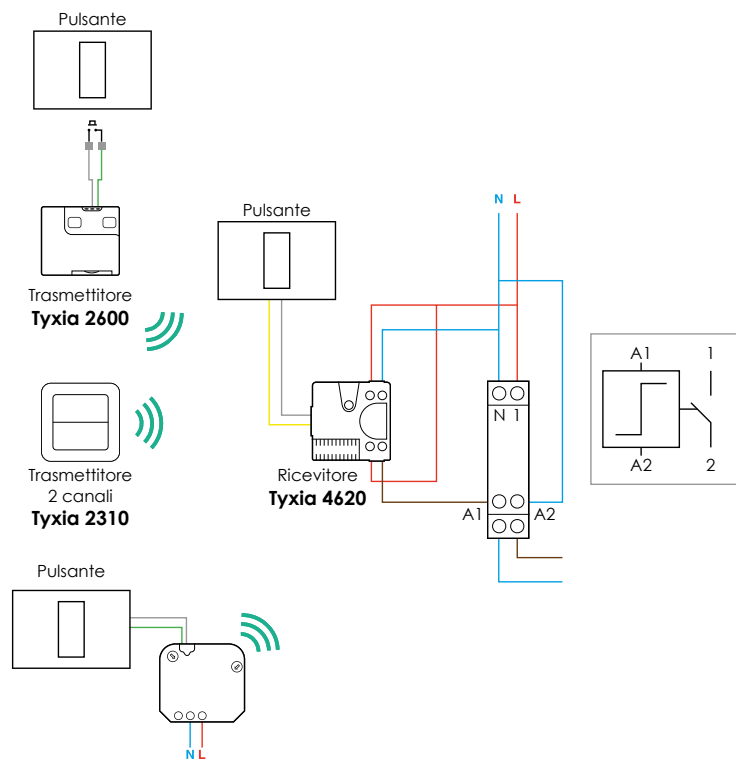 Pulsante
Trasmettitore
Tyxia 2600
Pulsante
N L
Trasmettitore
2 canali
Tyxia 2310
Ricevitore
Tyxia 4620
N 1
A1
A2
A1
1
A2
2
Pulsante
N L